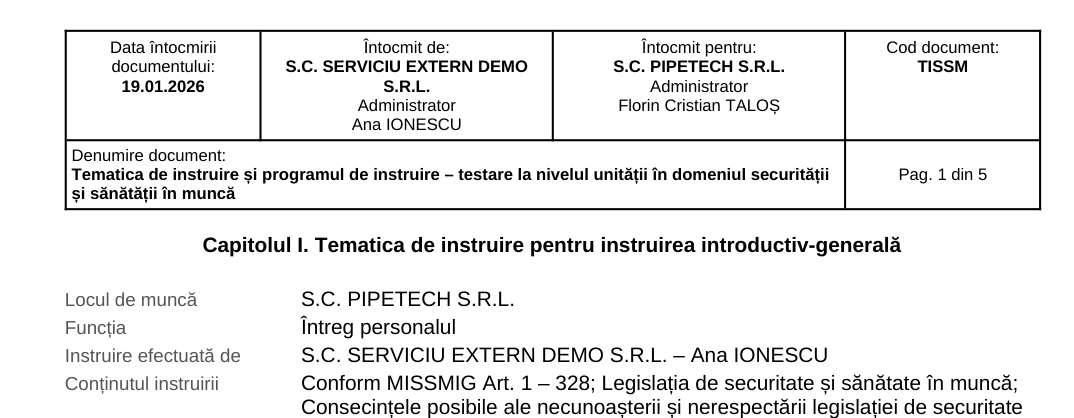 Data întocmirii
documentului:
19.01.2026
Întocmit de:
S.C. SERVICIU EXTERN DEMO
S.R.L.
Administrator
Ana IONESCU
Întocmit pentru:
S.C. PIPETECH S.R.L.
Administrator
Florin Cristian TALOȘ
Cod document:
TISSM
Denumire document:
Tematica de instruire și programul de instruire – testare la nivelul unității în domeniul securității
și sănătății în muncă
Pag. 1 din 5
Capitolul I. Tematica de instruire pentru instruirea introductiv-generală
Locul de muncă S.C. PIPETECH S.R.L.
Funcția Întreg personalul
Instruire efectuată de S.C. SERVICIU EXTERN DEMO S.R.L. – Ana IONESCU
Conținutul instruirii Conform MISSMIG Art. 1 – 328; Legislația de securitate și sănătate în muncă;
Consecințele posibile ale necunoașterii și nerespectării legislației de securitate